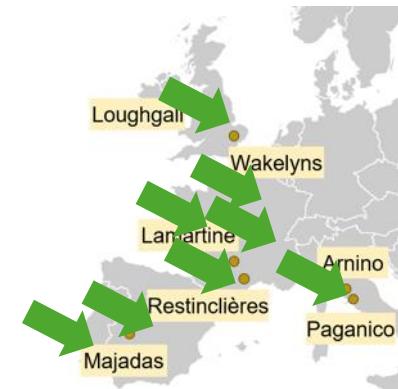 Loughgall
Wakelyns
Lamartine
Arnino
Restinclières
Paganico
Majadas